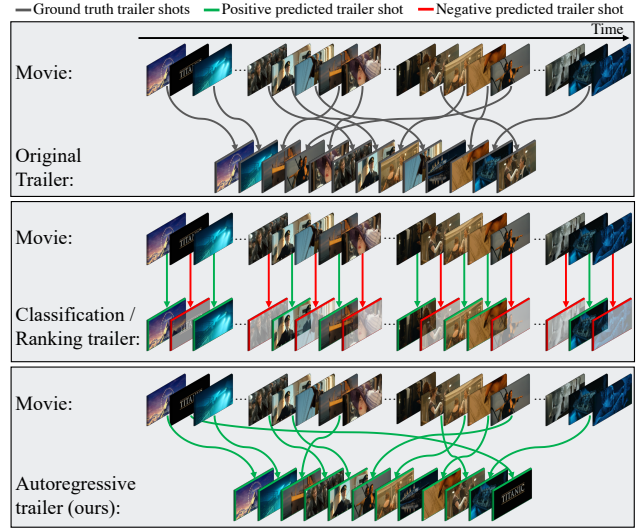 Ground truth trailer shots Positive predicted trailer shot Negative predicted trailer shot
Time
Movie:
Original
Trailer:
Movie:
Classification /
Ranking trailer:
Movie:
Autoregressive
trailer (ours):
TITANIC